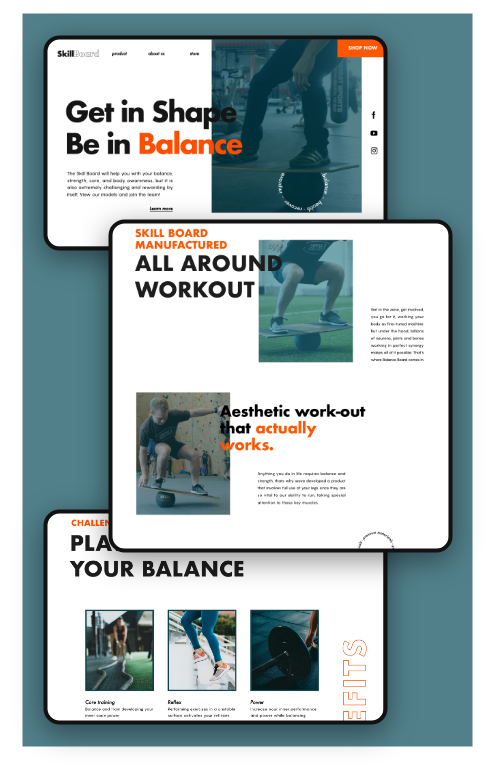 SkillBoard
product about us store
SHOP NOW
Get in Shape
Be in Balance
The Skill Board will help you with your balance,
strength, core, and body awareness, but it is
also extremely challenging and rewarding by
itself. View our models and join the team!
Learn more
SKILL BOARD
MANUFACTURED
ALL AROUND
WORKOUT
Get in the zone, get involved,
you go for it, working your
body as fine-tuned machine.
but under the hood, billions
of neurons, joints and bones
working in perfect synergy
makes all of it possible. That's
where Balance Board comes in
Aesthetic work-out
that actually
works.
Anything you do in life requires balance and
strength, thats why weve developed a product
that involves full use of your legs since they are
so vital to our ability to run, taking special
attention to these key muscles
CHALLEN
PLA
YOUR BALANCE
Core training
Balance and Train developing your
inner core power
Reflex
Performing exercises in a unstable
surface activates your refelxes
Power
Increase your inner performance
and power while balancing
EFITS